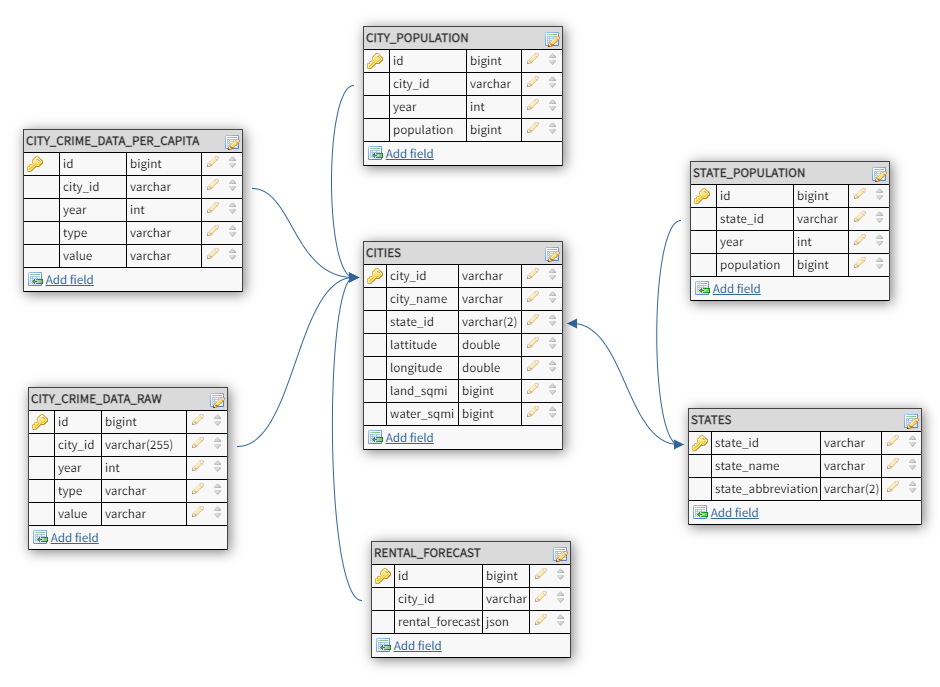 CITY_POPULATION
id bigint
city_id varchar
year int
population bigint
Add field
CITY_CRIME_DATA_PER_CAPITA
id bigint
city_id varchar
year int
type varchar
value varchar
Add field
STATE_POPULATION
id bigint
state_id varchar
year int
population bigint
Add field
CITIES
city_id varchar
city_name varchar
state_id varchar(2)
lattitude double
longitude double
land_sqmi bigint
water_sqmi bigint
Add field
CITY_CRIME_DATA_RAW
id bigint
city_id varchar(255)
year int
type varchar
value varchar
Add field
STATES
state_id varchar
state_name varchar
state_abbreviation varchar(2)
Add field
RENTAL_FORECAST
id bigint
city_id varchar
rental_forecast json
Add field